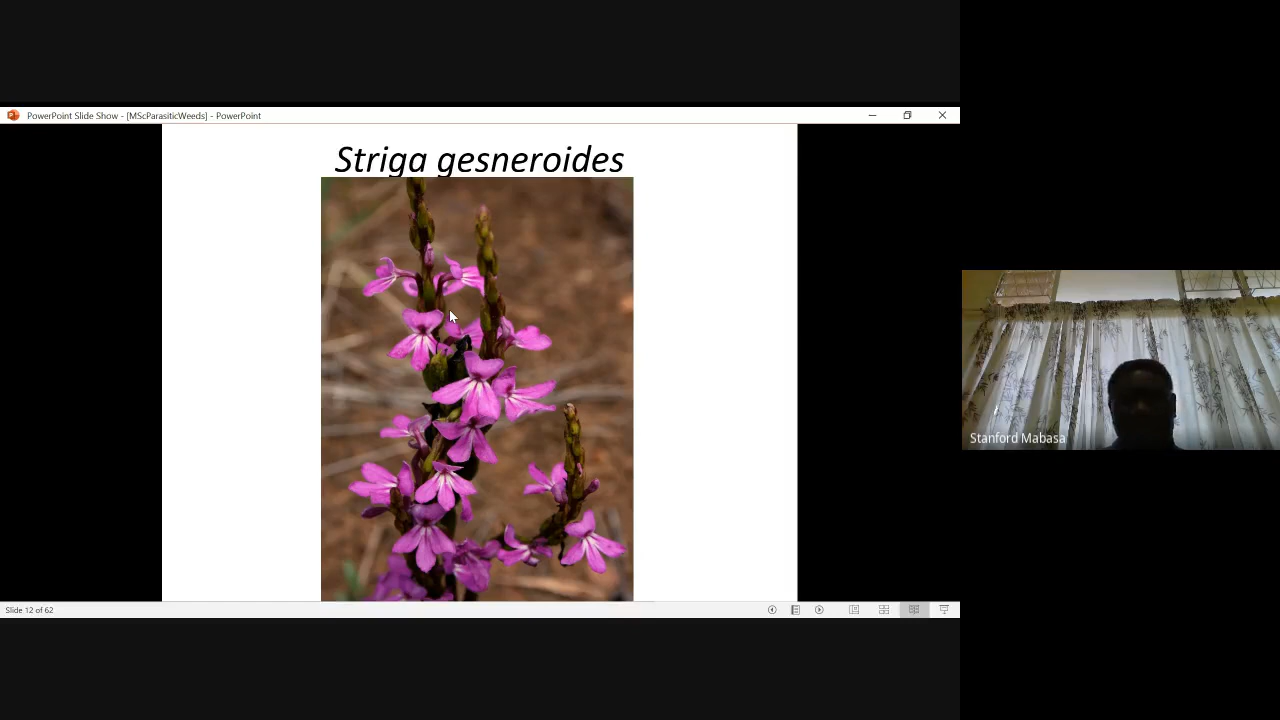 PowerPoint Slide Show - [MScParasiticWeeds] - PowerPoint
Striga gesneroides
Stanford Mabasa
Slide 12 of 62